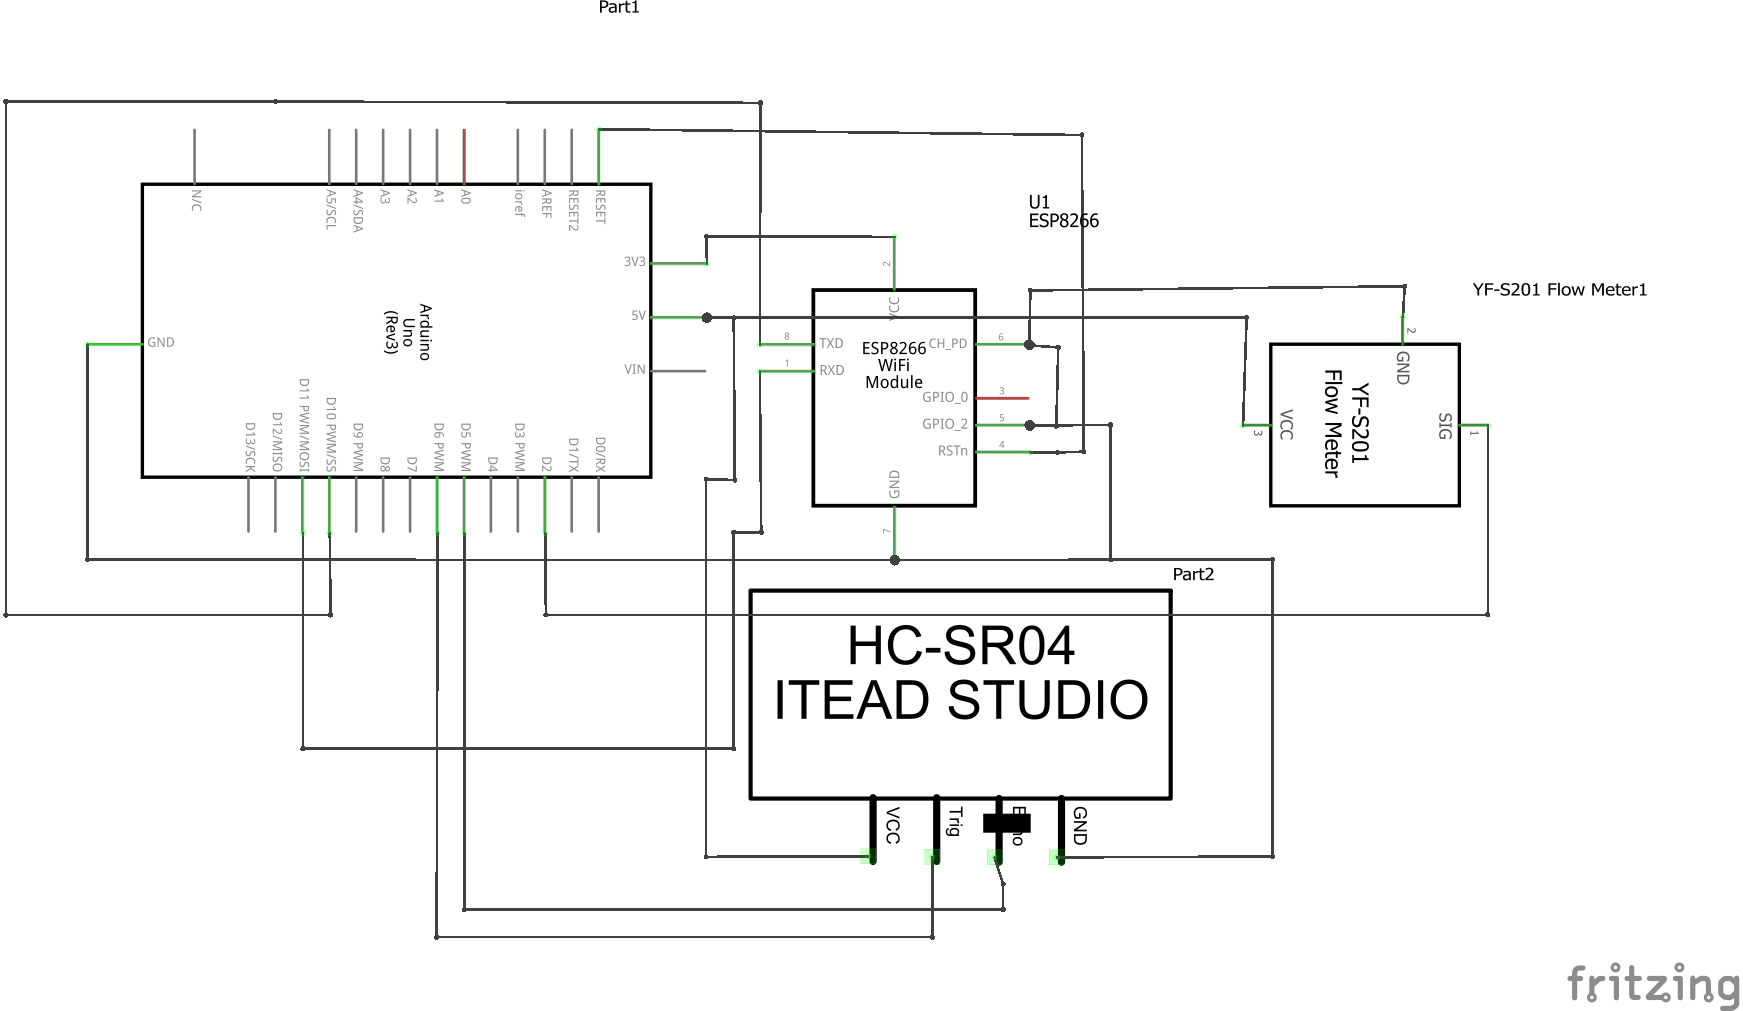 Part1
N/C
A5/SCL
A4/SDA
A3
A2
A1
A0
ioref
AREF
RESET2
RESET
3V3
5V
VIN
GND
Arduino
Uno
(Rev3)
D13/SCK
D12/MISO
D11 PWM/MOSI
D10 PWM/SS
D9 PWM
D8
D7
D6 PWM
D5 PWM
D4
D3 PWM
D2
D1/TX
D0/RX
U1
ESP8266
2
VCC
8
TXD
1
RXD
ESP8266
WiFi
Module
CH_PD
6
GPIO_0
3
GPIO_2
5
RSTn
4
GND
7
YF-S201 Flow Meter1
2
GND
YF-S201
Flow Meter
VCC
3
SIG
1
Part2
HC-SR04
ITEAD STUDIO
VCC
Trig
GND
fritzing